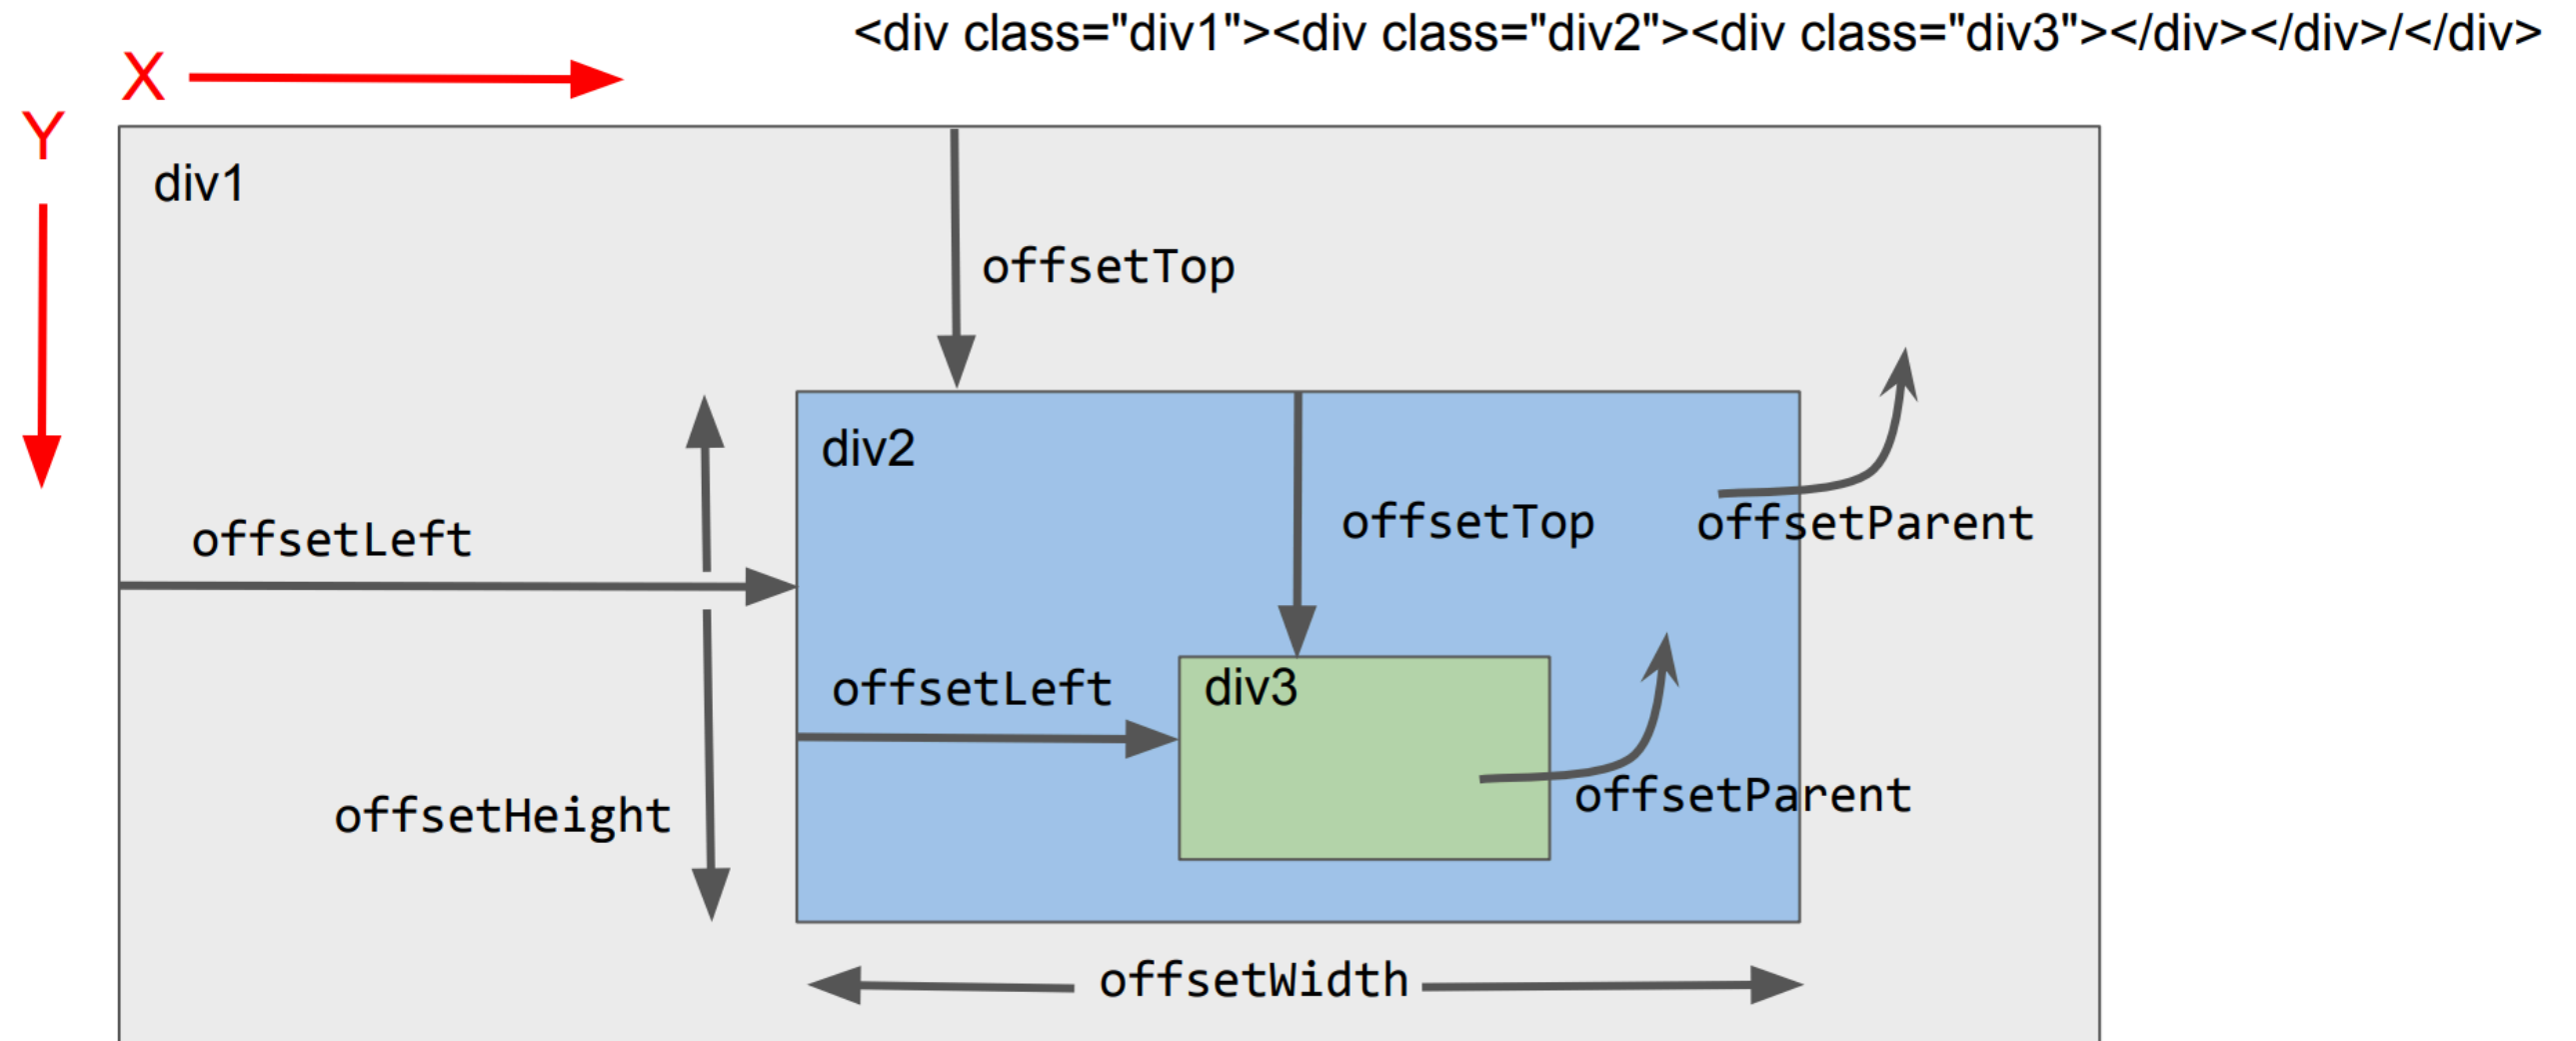 <div class="div1"><div class="div2"><div class="div3"></div></div>/</div>
X
Y
div1
offsetTop
div2
offsetLeft
offsetTop
offsetParent
offsetLeft
div3
offsetHeight
offsetParent
offsetWidth